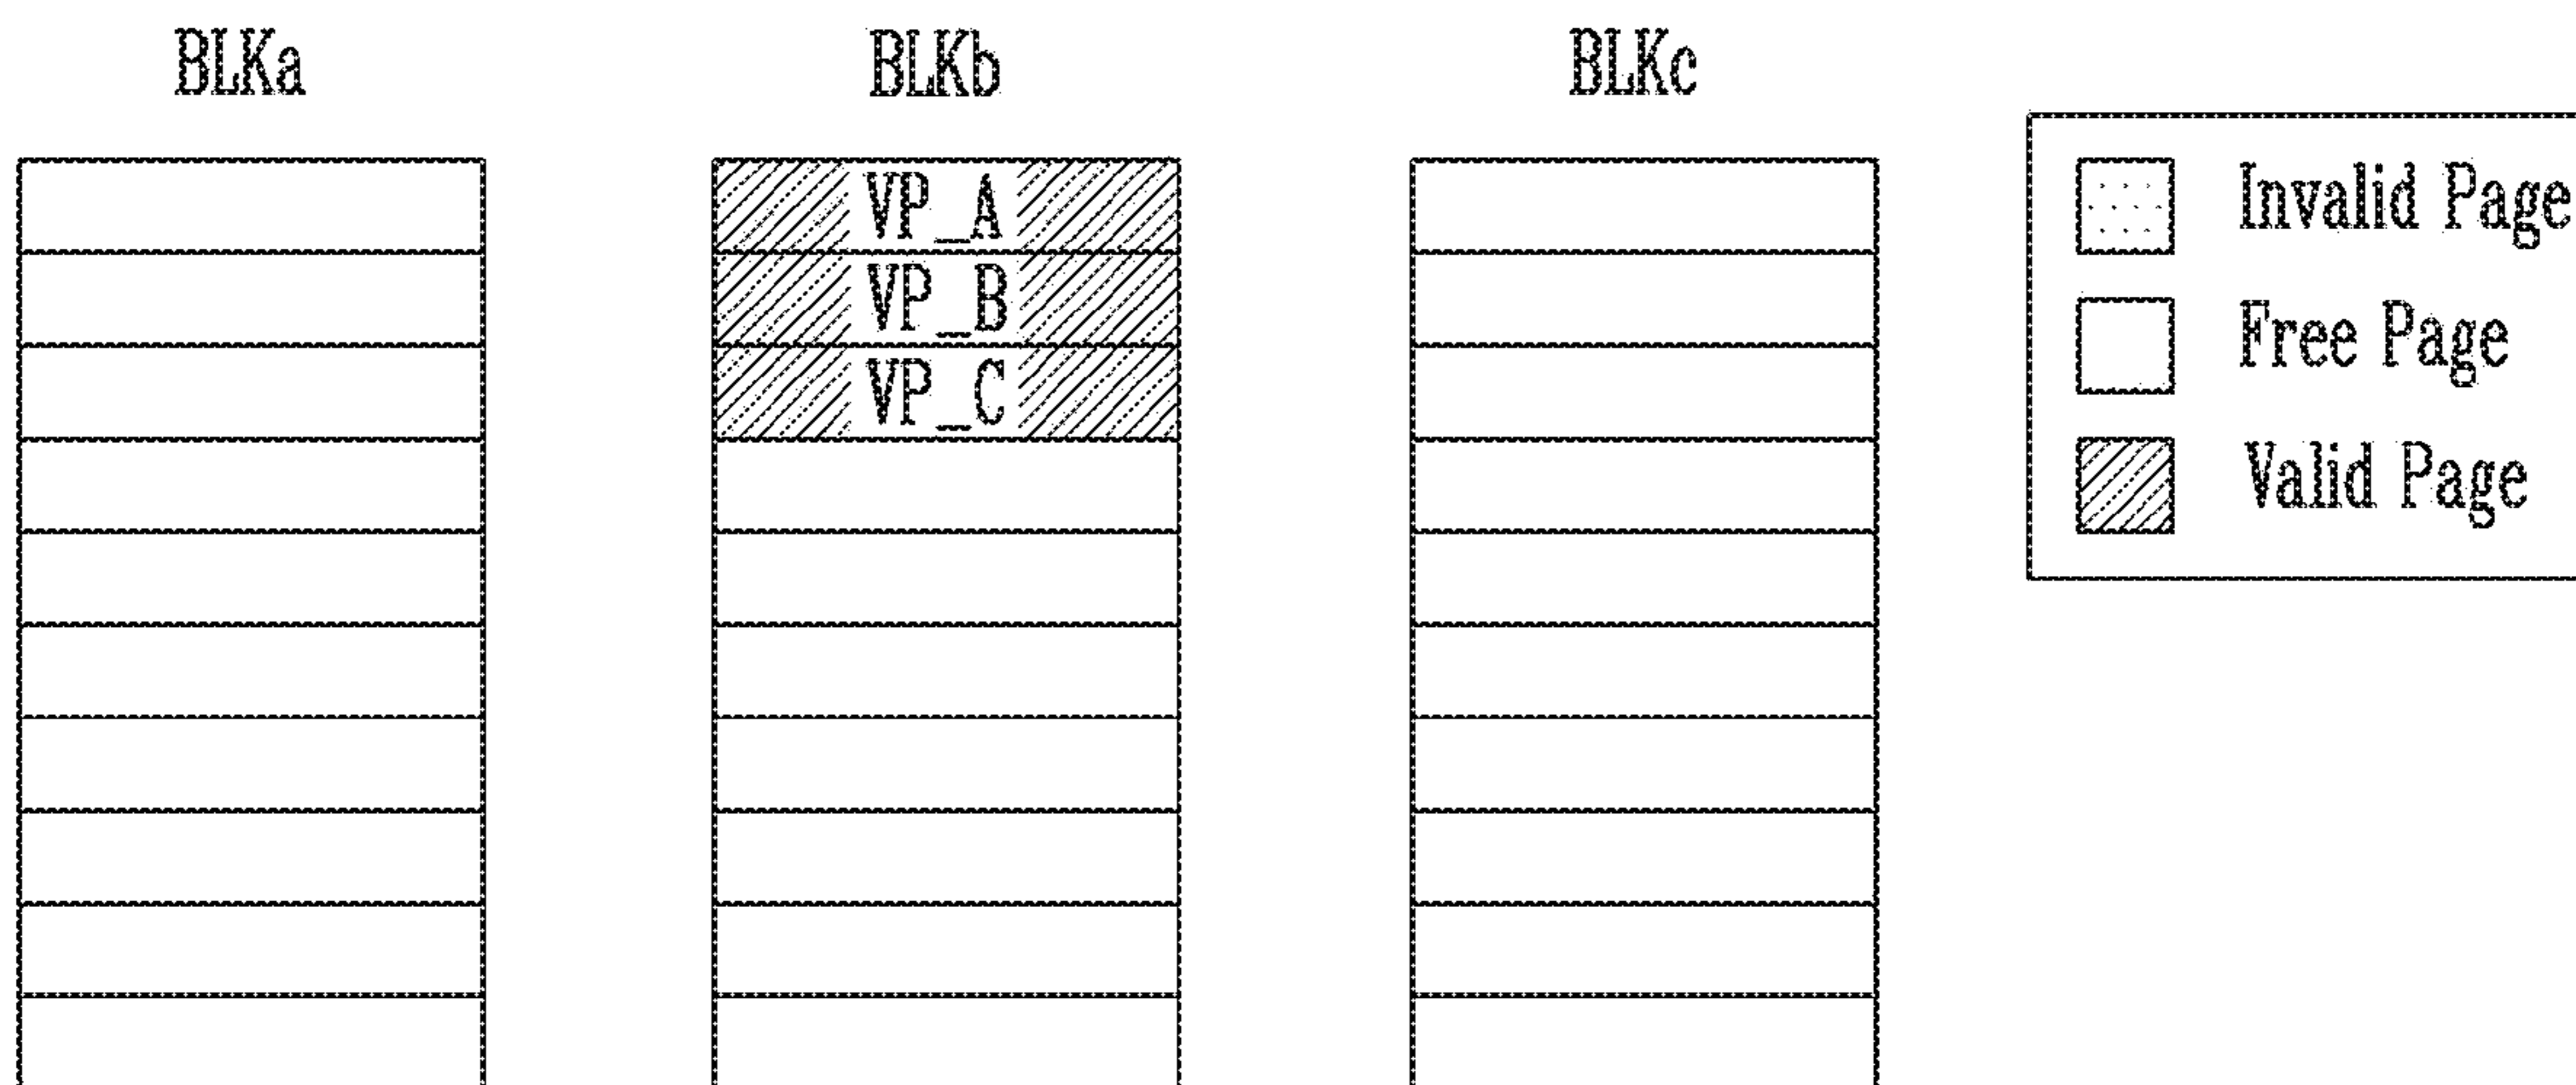 BLKa
BLKb
BLKc
VP_A
VP_B
VP_C
Invalid Page
Free Page
Valid Page